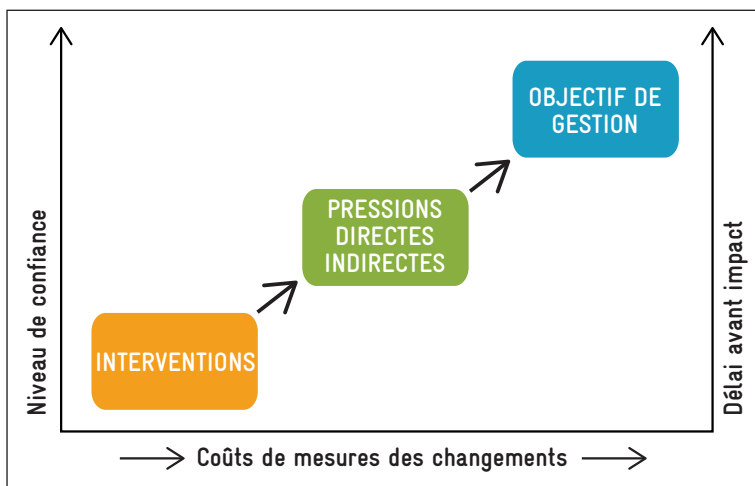 OBJECTIF DE
GESTION
PRESSIONS
DIRECTES
INDIRECTES
INTERVENTIONS
Niveau de confiance
Délai avant impact
Coûts de mesures des changements